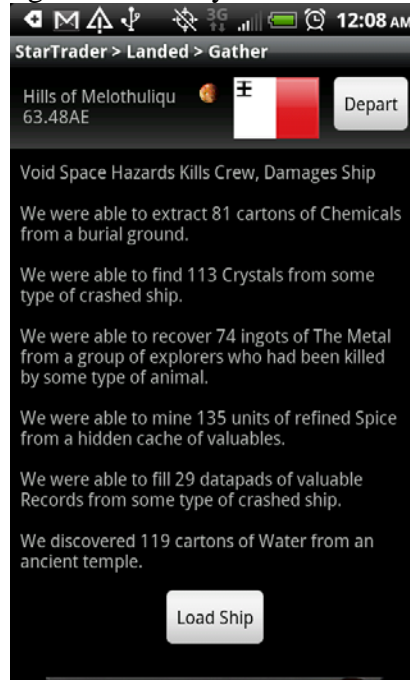 3G
12:08 AM
StarTrader > Landed > Gather
Hills of Melothuliqu
63.48AE
Depart
Void Space Hazards Kills Crew, Damages Ship
We were able to extract 81 cartons of Chemicals
from a burial ground.
We were able to find 113 Crystals from some
type of crashed ship.
We were able to recover 74 ingots of The Metal
from a group of explorers who had been killed
by some type of animal.
We were able to mine 135 units of refined Spice
from a hidden cache of valuables.
We were able to fill 29 datapads of valuable
Records from some type of crashed ship.
We discovered 119 cartons of Water from an
ancient temple.
Load Ship